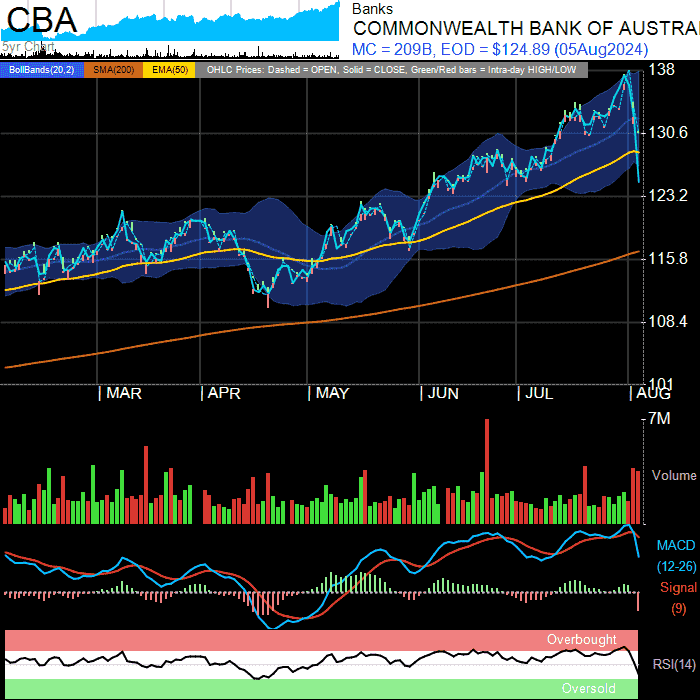 CBA
5yr Chart
Banks
COMMONWEALTH BANK OF AUSTRA
MC = 209B, EOD = $124.89 (05Aug2024)
BollBands(20,2) SMA(200) EMA(50) OHLC Prices: Dashed = OPEN, Solid = CLOSE, Green/Red bars = Intra-day HIGH/LOW
138
130.6
123.2
115.8
108.4
101
MAR APR MAY JUN JUL AUG
7M
Volume
MACD
(12-26)
Signal
(9)
Overbought
RSI(14)
Oversold